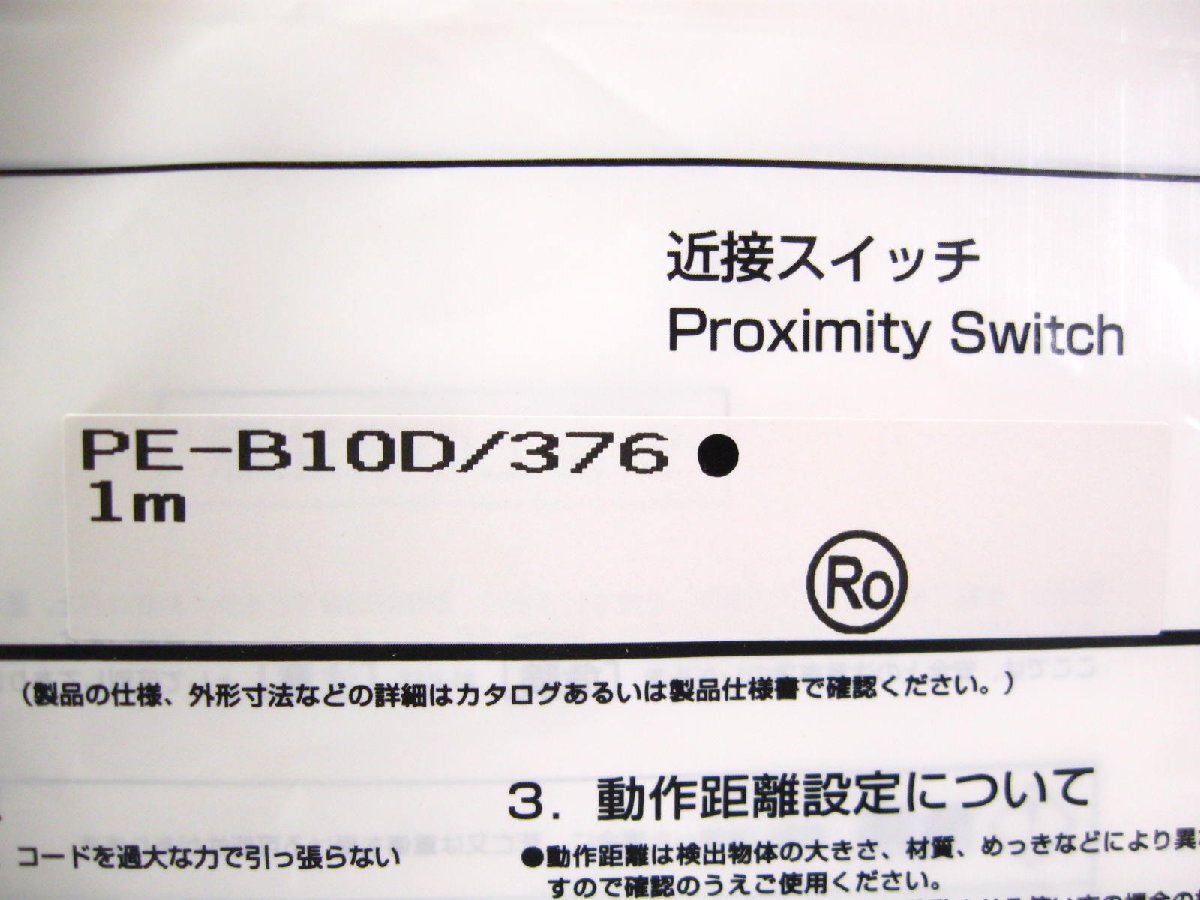 近接スイッチ
Proximity Switch
PE-B10D/376 ●
1m
Ro
（製品の仕様、外形寸法などの詳細はカタログあるいは製品仕様書で確認ください。）
3．動作距離設定について
コードを過大な力で引っ張らない
●動作距離は検出物体の大きさ、材質、めっきなどにより異
すので確認のうえご使用ください。